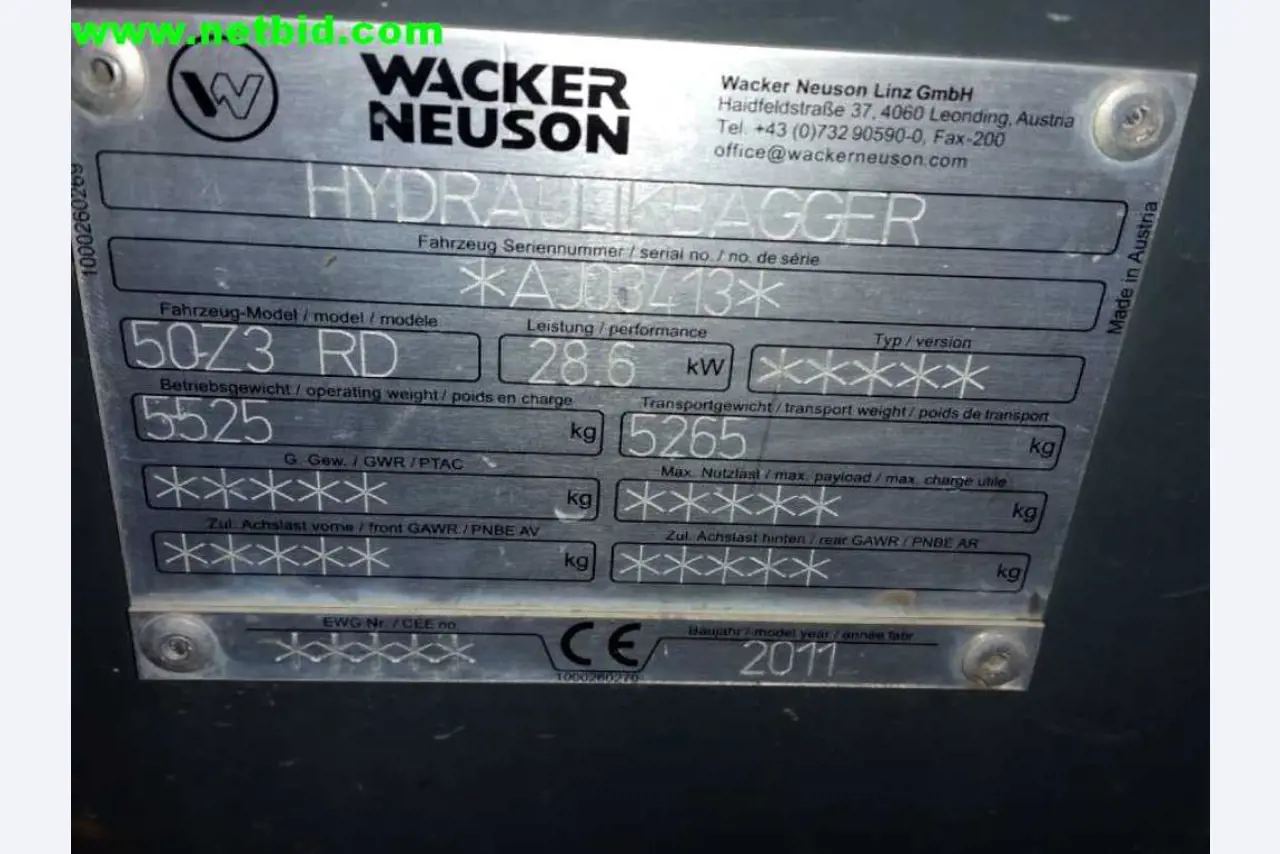 www.netbid.com
WACKER
NEUSON
Wacker Neuson Linz GmbH
Haidfeldstraße 37, 4060 Leonding, Austria
Tel. +43 (0)732 90590-0, Fax-200
office@wackerneuson.com
HYDRAULIKBAGGER
1000260269
Made in Austria
Fahrzeug Seriennummer / serial no. / no. de série
*AJ03413*
Fahrzeug-Model / model / modèle
50Z3 RD
Leistung / performance
28.6 kW
Typ / version
*****
Betriebsgewicht / operating weight / poids en charge
5525 kg
Transportgewicht / transport weight / poids de transport
5265 kg
G. Gew. / GWR / PTAC
***** kg
Max. Nutzlast / max. payload / max. charge utile
***** kg
Zul. Achslast vorne / front GAWR / PNBE AV
***** kg
Zul. Achslast hinten / rear GAWR / PNBE AR
***** kg
EWG Nr. / CEE no.
*****
CE
1000260270
Baujahr / model year / année fabr
2011